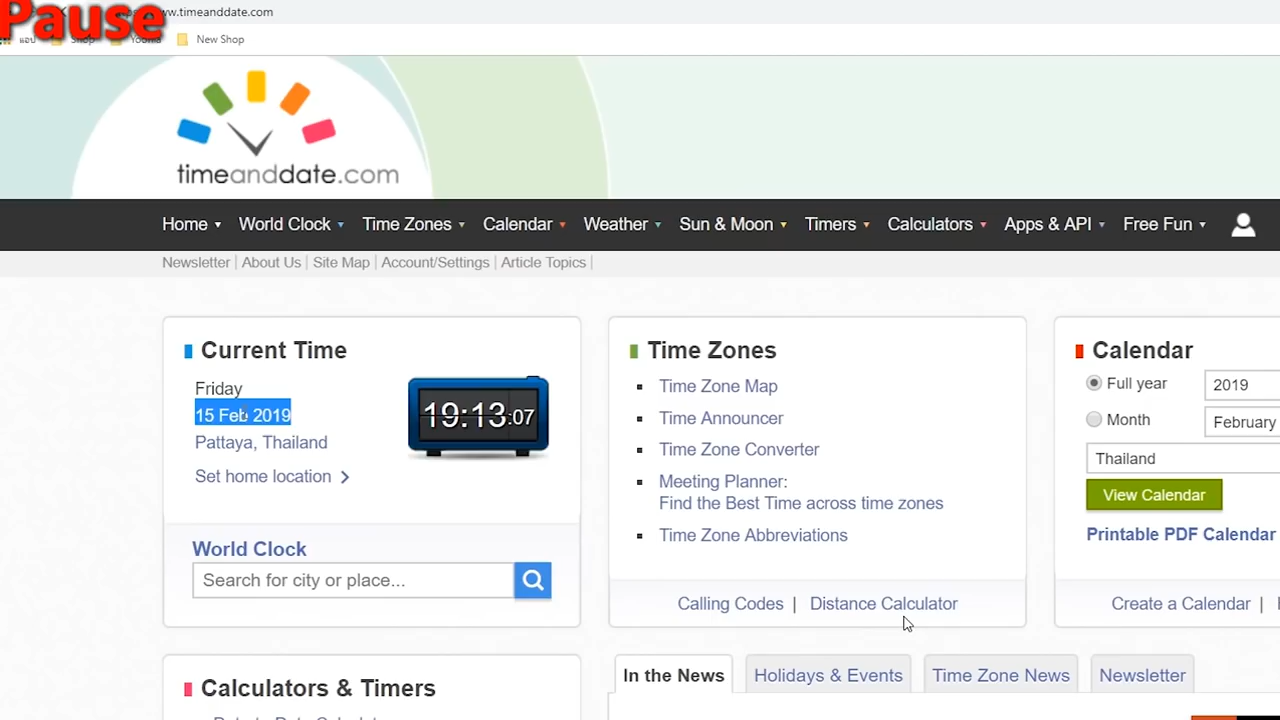 Pause
www.timeanddate.com
แอป Shop Yooma New Shop
timeanddate.com
Home World Clock Time Zones Calendar Weather Sun & Moon Timers Calculators Apps & API Free Fun
Newsletter | About Us | Site Map | Account/Settings | Article Topics |
Current Time
Friday
15 Feb 2019
Pattaya, Thailand
Set home location
19:13:07
World Clock
Search for city or place...
Time Zones
Time Zone Map
Time Announcer
Time Zone Converter
Meeting Planner:
Find the Best Time across time zones
Time Zone Abbreviations
Calling Codes | Distance Calculator
Calendar
Full year 2019
Month February
Thailand
View Calendar
Printable PDF Calendar
Create a Calendar |
Calculators & Timers
In the News Holidays & Events Time Zone News Newsletter